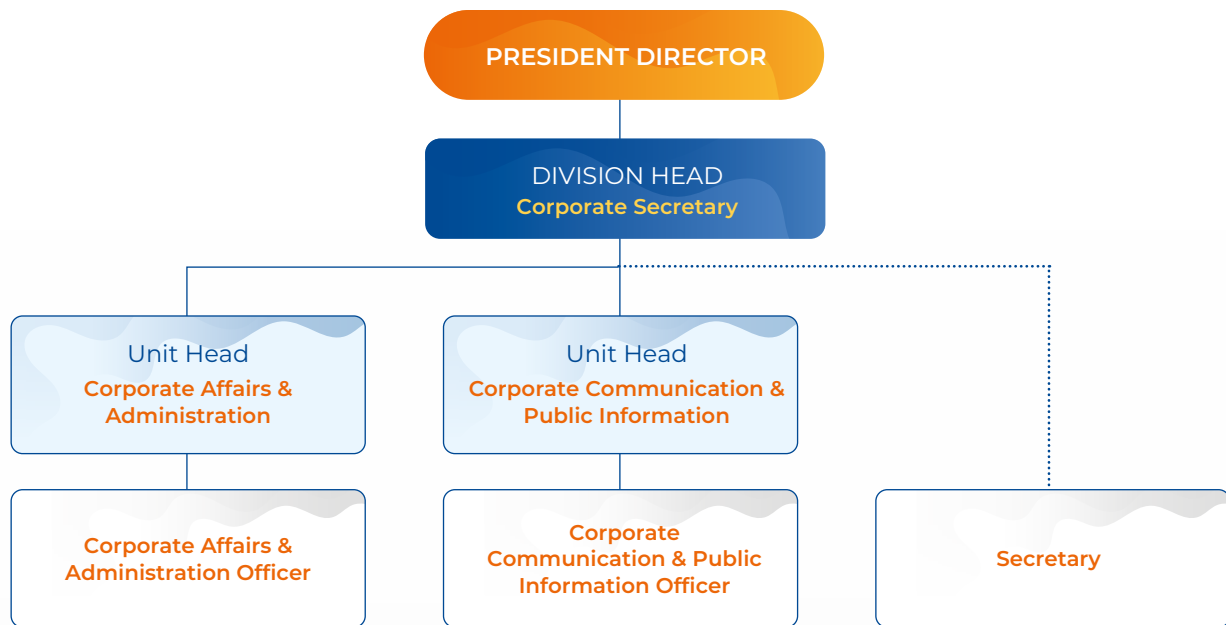 PRESIDENT DIRECTOR
DIVISION HEAD
Corporate Secretary
Unit Head
Corporate Affairs &
Administration
Unit Head
Corporate Communication &
Public Information
Corporate Affairs &
Administration Officer
Corporate
Communication & Public
Information Officer
Secretary